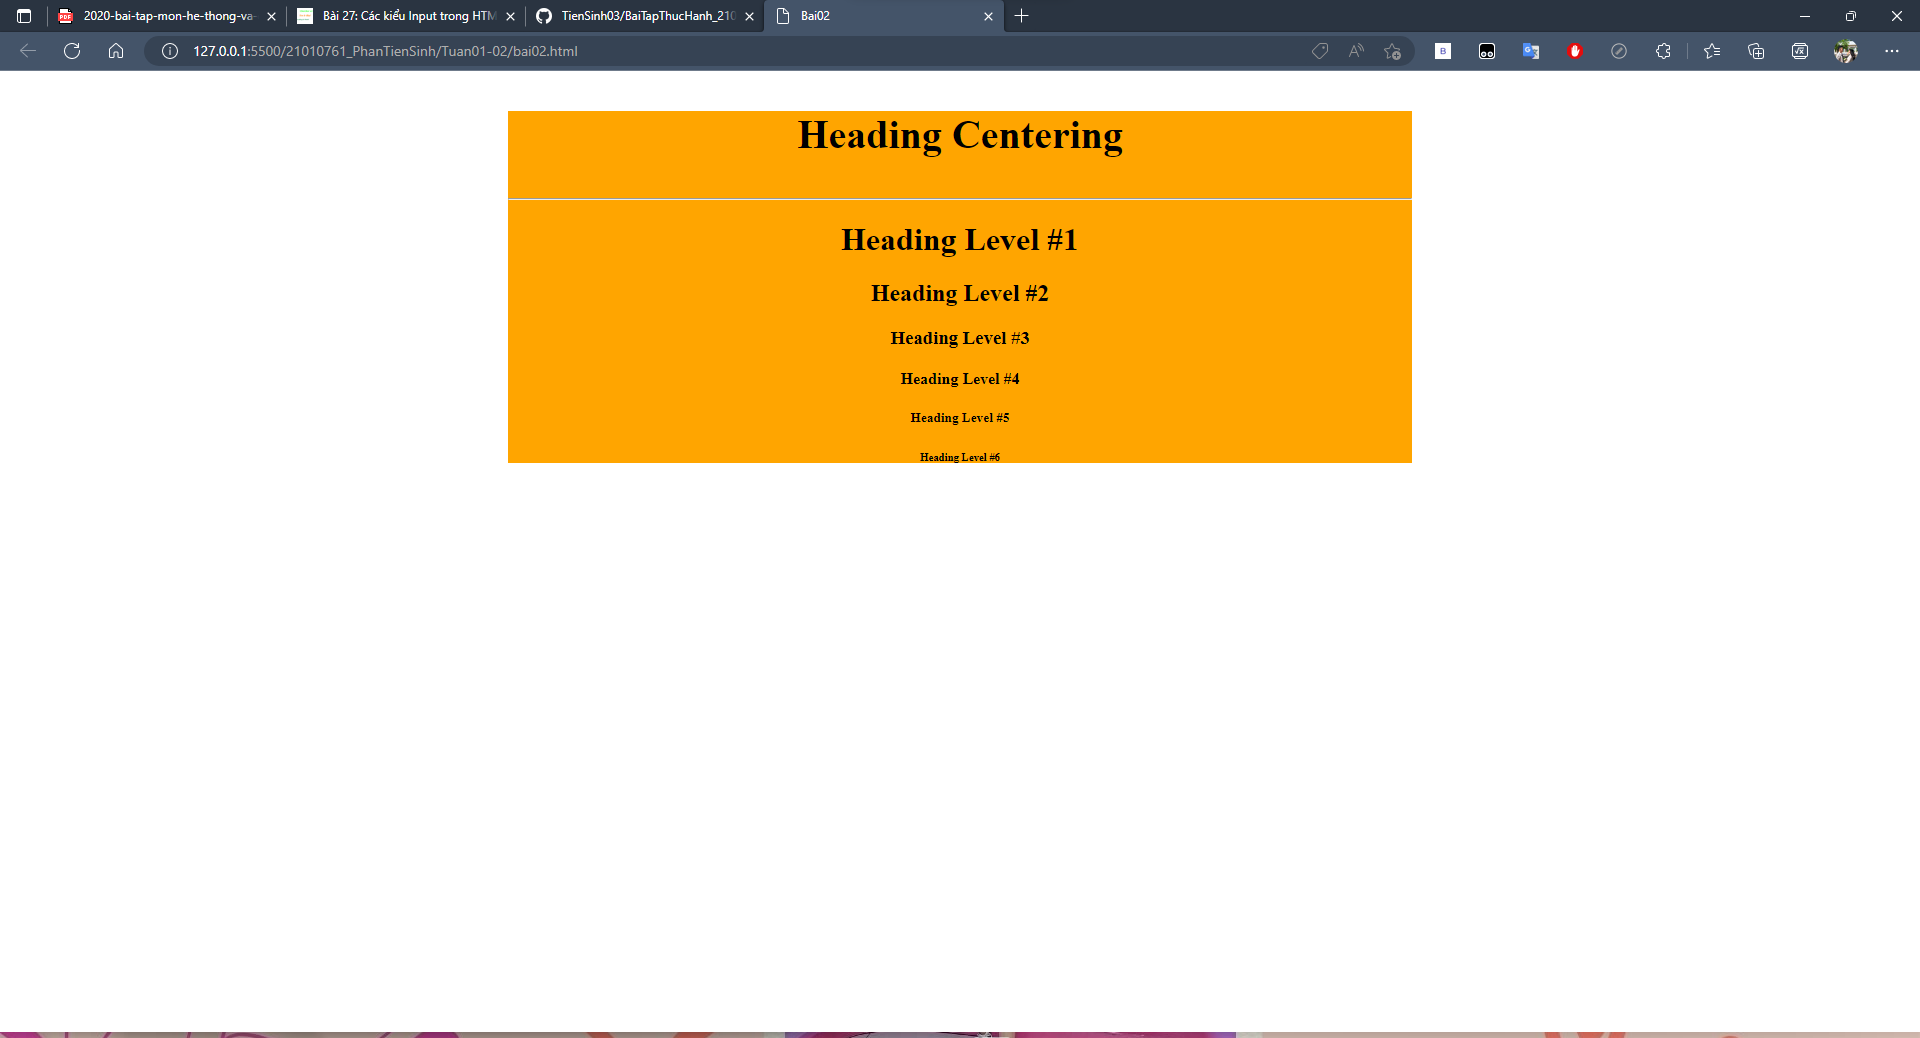 2020-bai-tap-mon-he-thong-va-
Bài 27: Các kiểu Input trong HTM
TienSinh03/BaiTapThucHanh_210
Bai02
127.0.0.1:5500/21010761_PhanTienSinh/Tuan01-02/bai02.html
Heading Centering
Heading Level #1
Heading Level #2
Heading Level #3
Heading Level #4
Heading Level #5
Heading Level #6